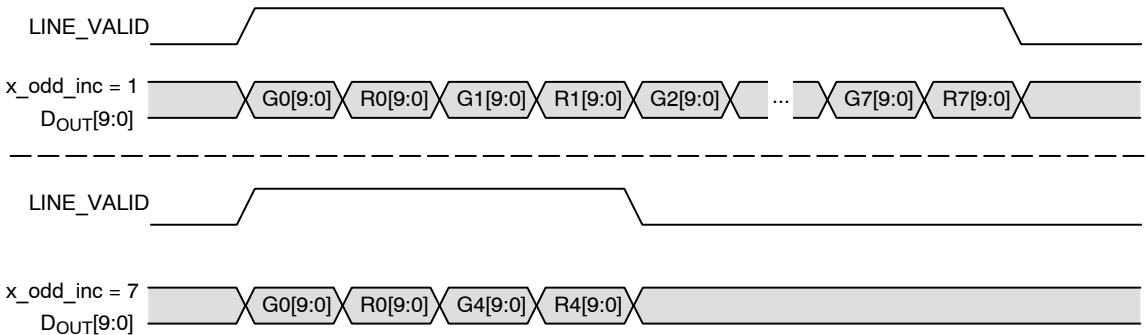 LINE_VALID
x_odd_inc = 1
G0[9:0] R0[9:0] G1[9:0] R1[9:0] G2[9:0] ... G7[9:0] R7[9:0]
DOUT[9:0]
LINE_VALID
x_odd_inc = 7
G0[9:0] R0[9:0] G4[9:0] R4[9:0]
DOUT[9:0]